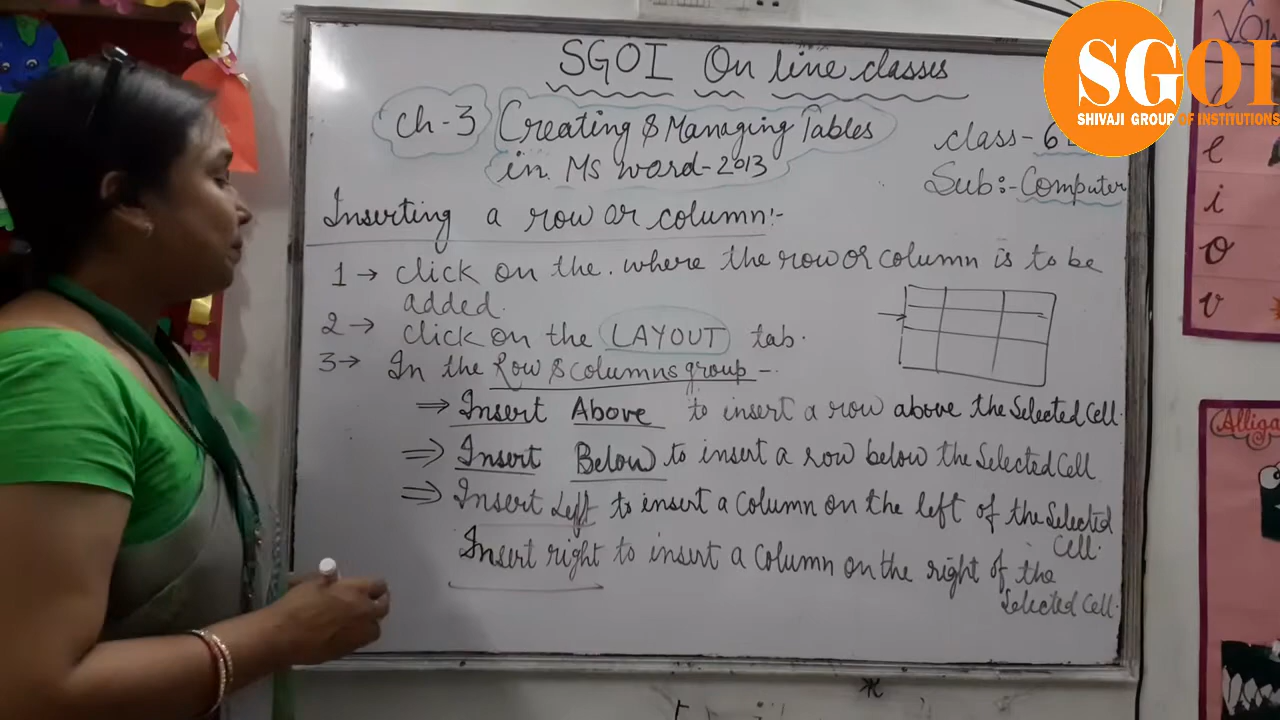 SGOI On line classes
Ch-3 Creating & Managing Tables
in Ms word-2013
class- 6
Sub:- Computer
Inserting a row or column:-
1 → Click on the. where the row or column is to be
added.
2 → Click on the LAYOUT tab.
3 → In the Row & columns group -.
⇒ Insert Above to insert a row above the Selected Cell.
⇒ Insert Below to insert a row below the Selected Cell
⇒ Insert Left to insert a Column on the left of the Selected
Cell.
Insert right to insert a Column on the right of the
Selected Cell.
SGOI
SHIVAJI GROUP OF INSTITUTIONS
e
i
o
u